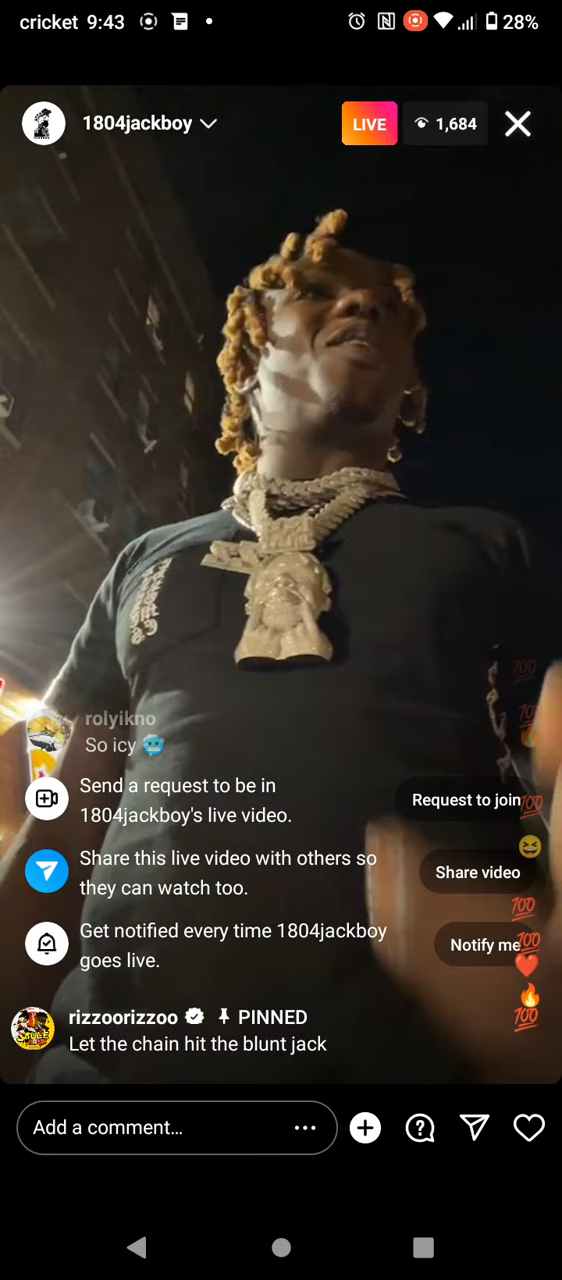 cricket 9:43
28%
1804jackboy
LIVE
1,684
rolyikno
So icy 🥶
Send a request to be in
1804jackboy's live video.
Request to join
Share this live video with others so
they can watch too.
Share video
Get notified every time 1804jackboy
goes live.
Notify me
rizzoorizzoo PINNED
Let the chain hit the blunt jack
Add a comment…